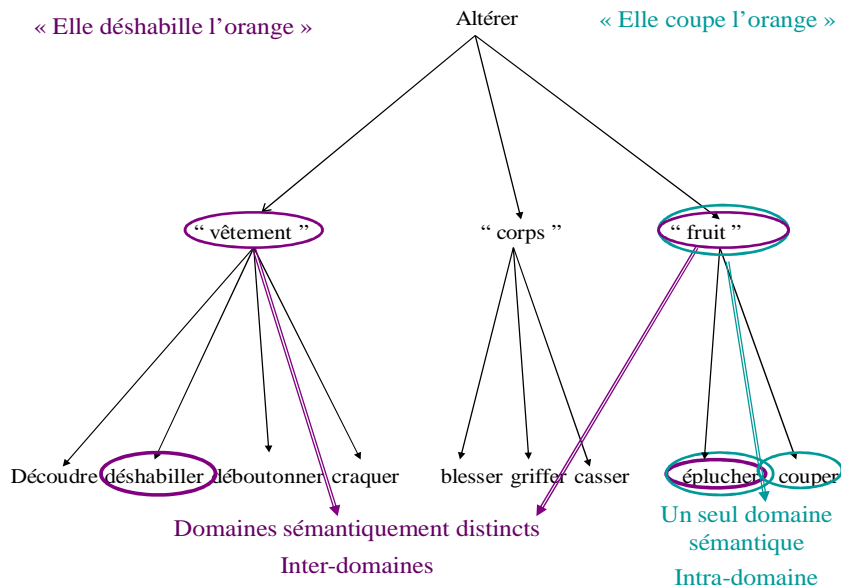 « Elle déshabille l’orange »
Altérer
« Elle coupe l’orange »
“ vêtement ”
“ corps ”
“ fruit ”
Découdre déshabiller déboutonner craquer
blesser griffer casser
éplucher couper
Domaines sémantiquement distincts
Inter-domaines
Un seul domaine
sémantique
Intra-domaine